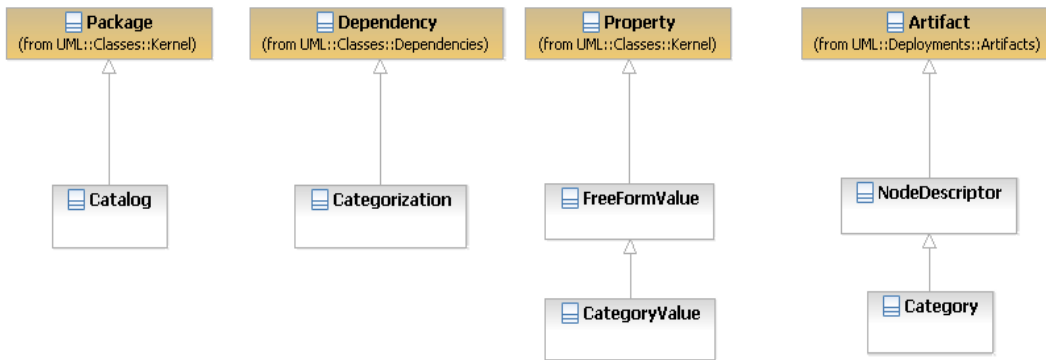 Package
(from UML::Classes::Kernel)
Dependency
(from UML::Classes::Dependencies)
Property
(from UML::Classes::Kernel)
Artifact
(from UML::Deployments::Artifacts)
Catalog
Categorization
FreeFormValue
NodeDescriptor
CategoryValue
Category